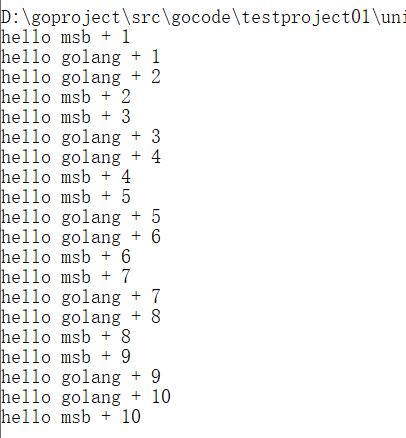 D:\goproject\src\gocode\testproject01\uni
hello msb + 1
hello golang + 1
hello golang + 2
hello msb + 2
hello msb + 3
hello golang + 3
hello golang + 4
hello msb + 4
hello msb + 5
hello golang + 5
hello golang + 6
hello msb + 6
hello msb + 7
hello golang + 7
hello golang + 8
hello msb + 8
hello msb + 9
hello golang + 9
hello golang + 10
hello msb + 10